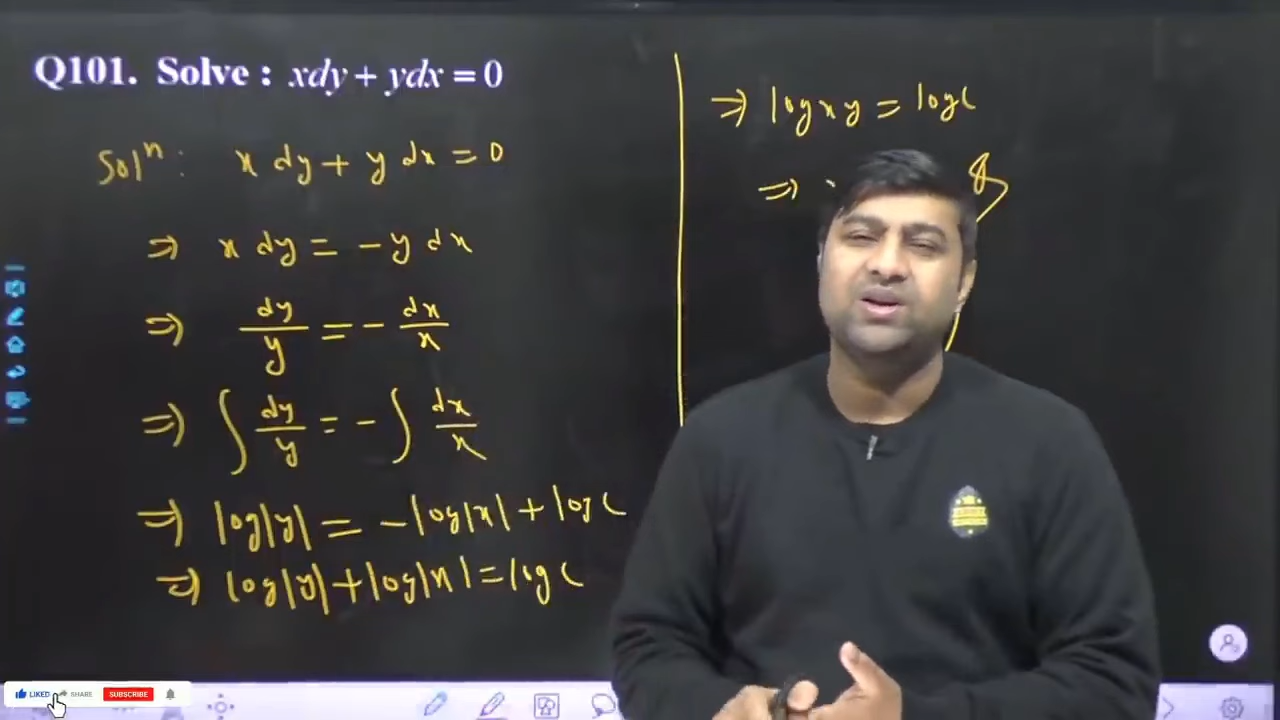 Q101. Solve : xdy + ydx = 0
Solⁿ : x dy + y dx = 0
⇒ x dy = - y dx
⇒ dy/y = - dx/x
⇒ ∫ dy/y = - ∫ dx/x
⇒ log|y| = - log|x| + log C
⇒ log|y| + log|x| = log C
⇒ log xy = log C
⇒
LIKED SHARE SUBSCRIBE